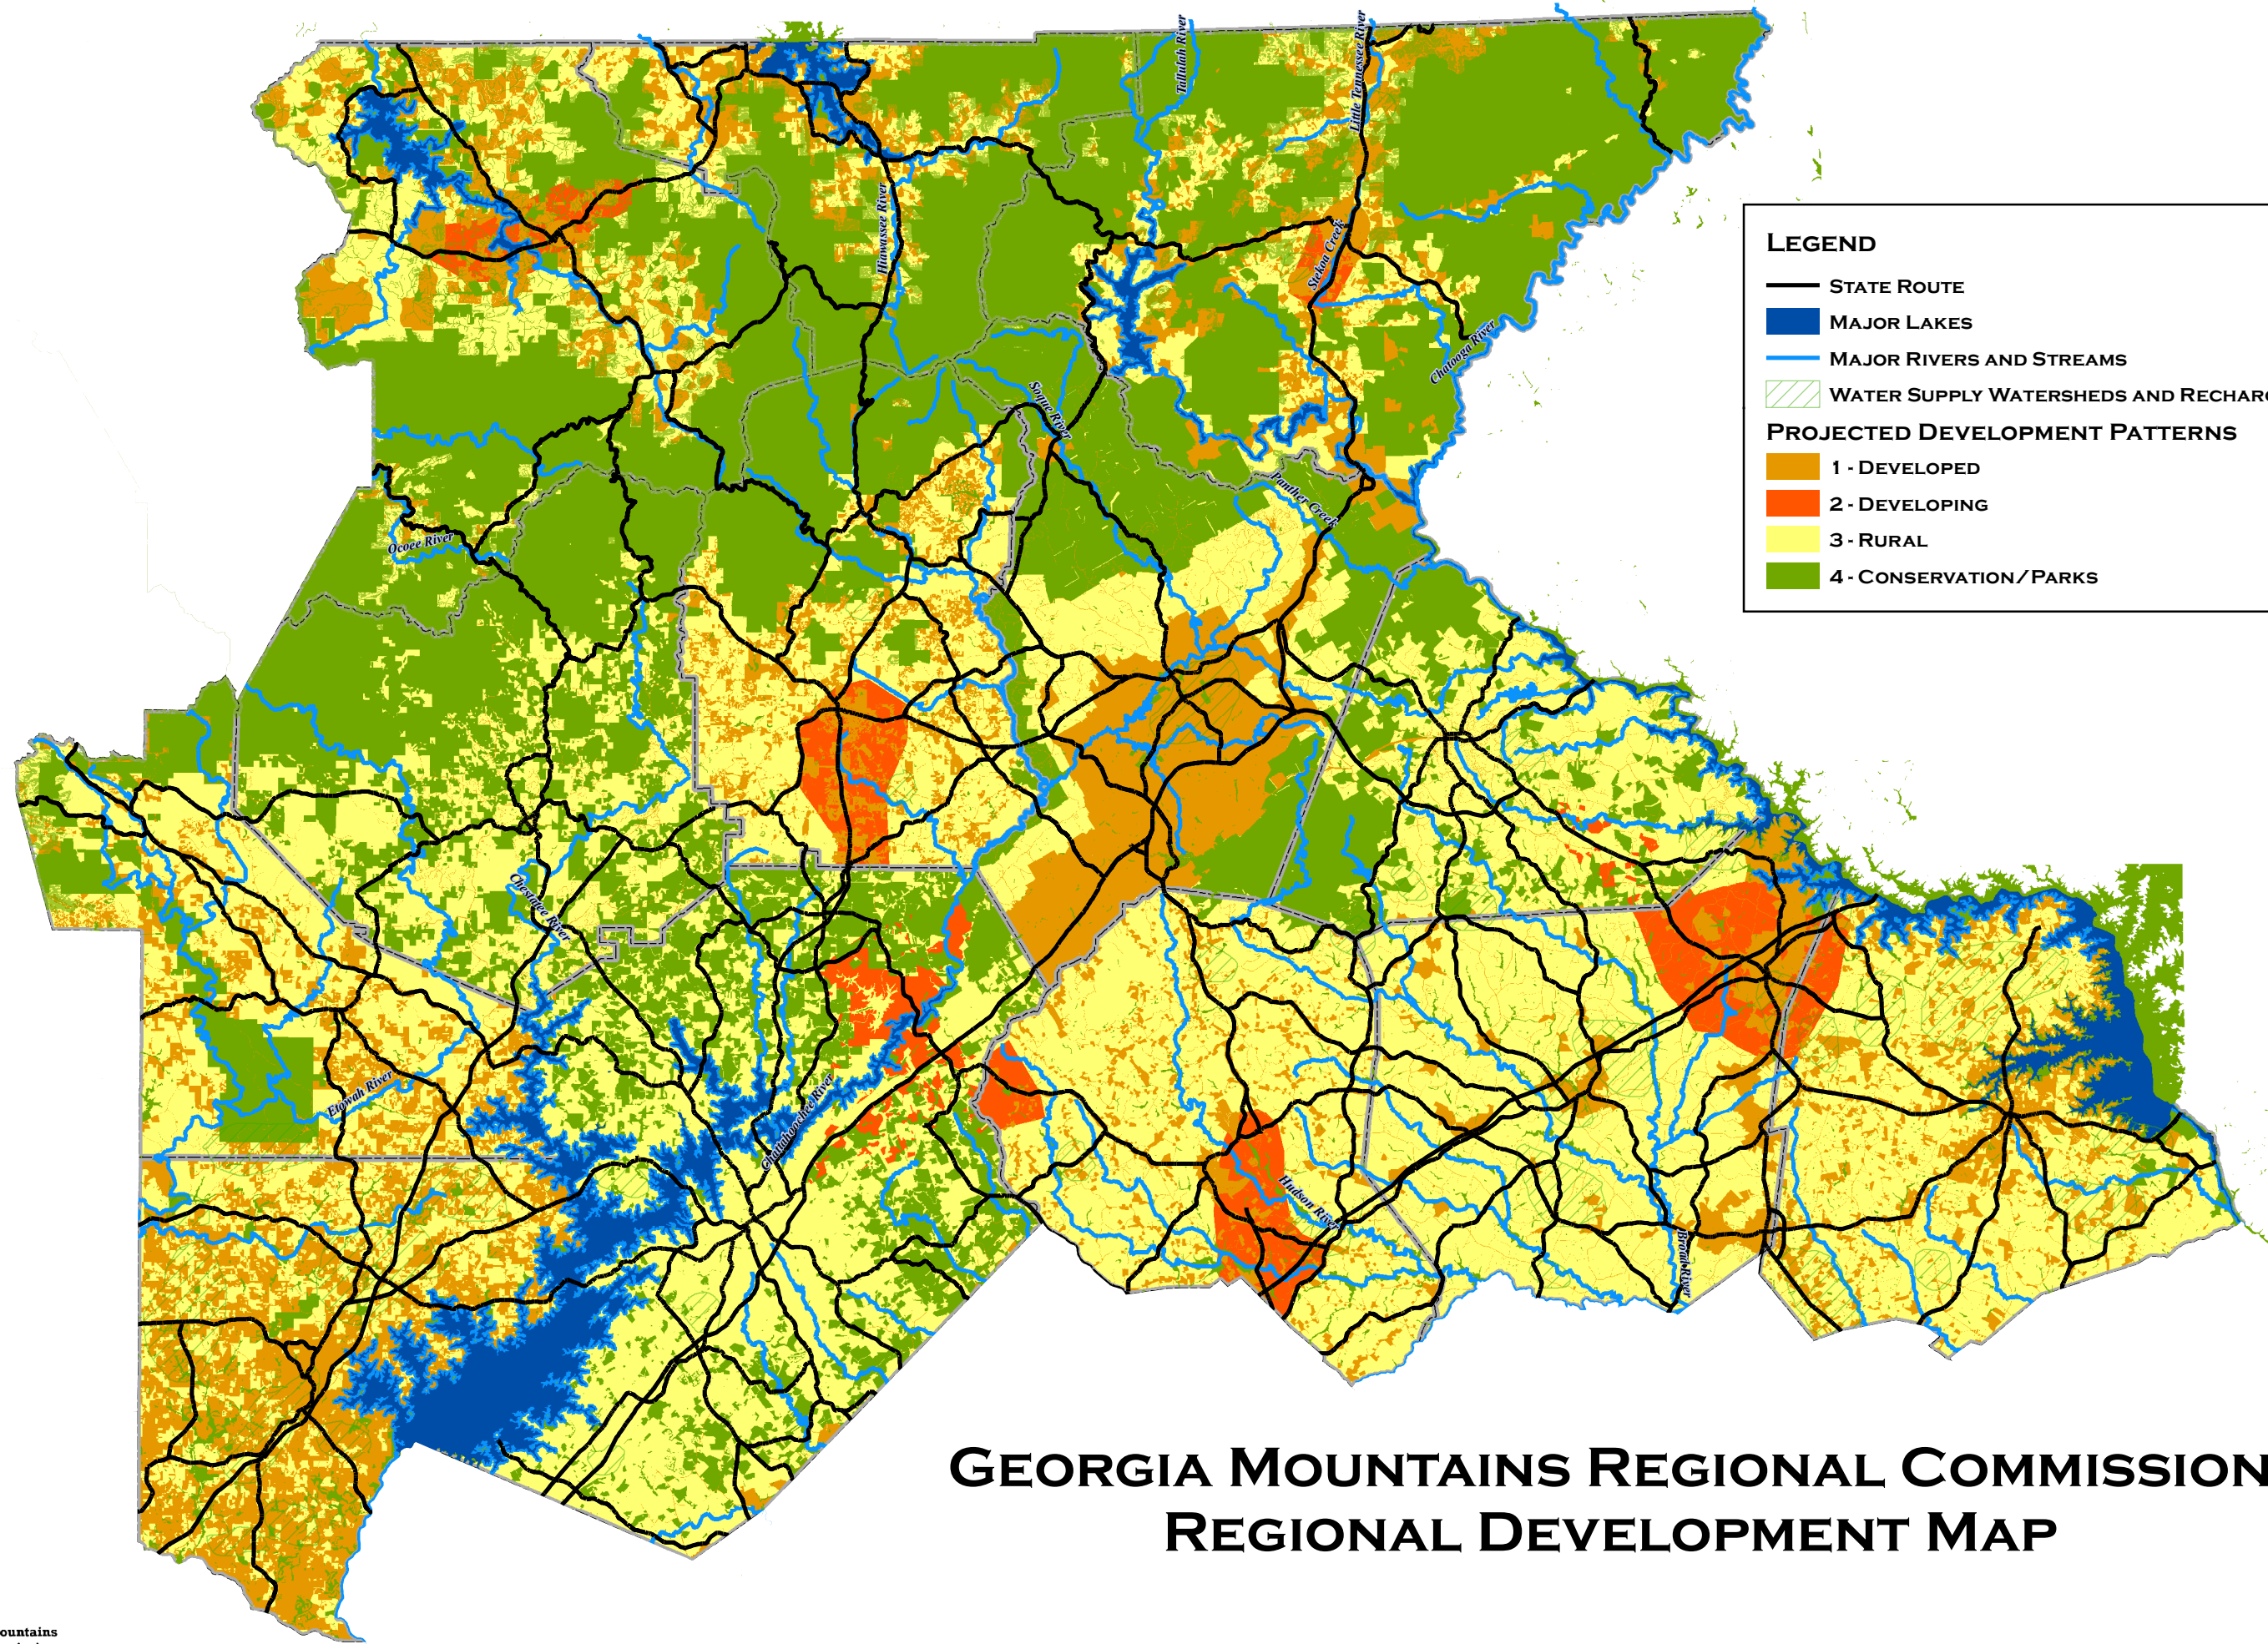 Tallulah River
Little Tennessee River
Hiawassee River
Stekoa Creek
Chatooga River
Soque River
Panther Creek
Ocoee River
Chestatee River
Etowah River
Chattahoochee River
Hudson River
Broad River
LEGEND
STATE ROUTE
MAJOR LAKES
MAJOR RIVERS AND STREAMS
WATER SUPPLY WATERSHEDS AND RECHAR
PROJECTED DEVELOPMENT PATTERNS
1 - DEVELOPED
2 - DEVELOPING
3 - RURAL
4 - CONSERVATION/PARKS
GEORGIA MOUNTAINS REGIONAL COMMISSION
REGIONAL DEVELOPMENT MAP
ountains